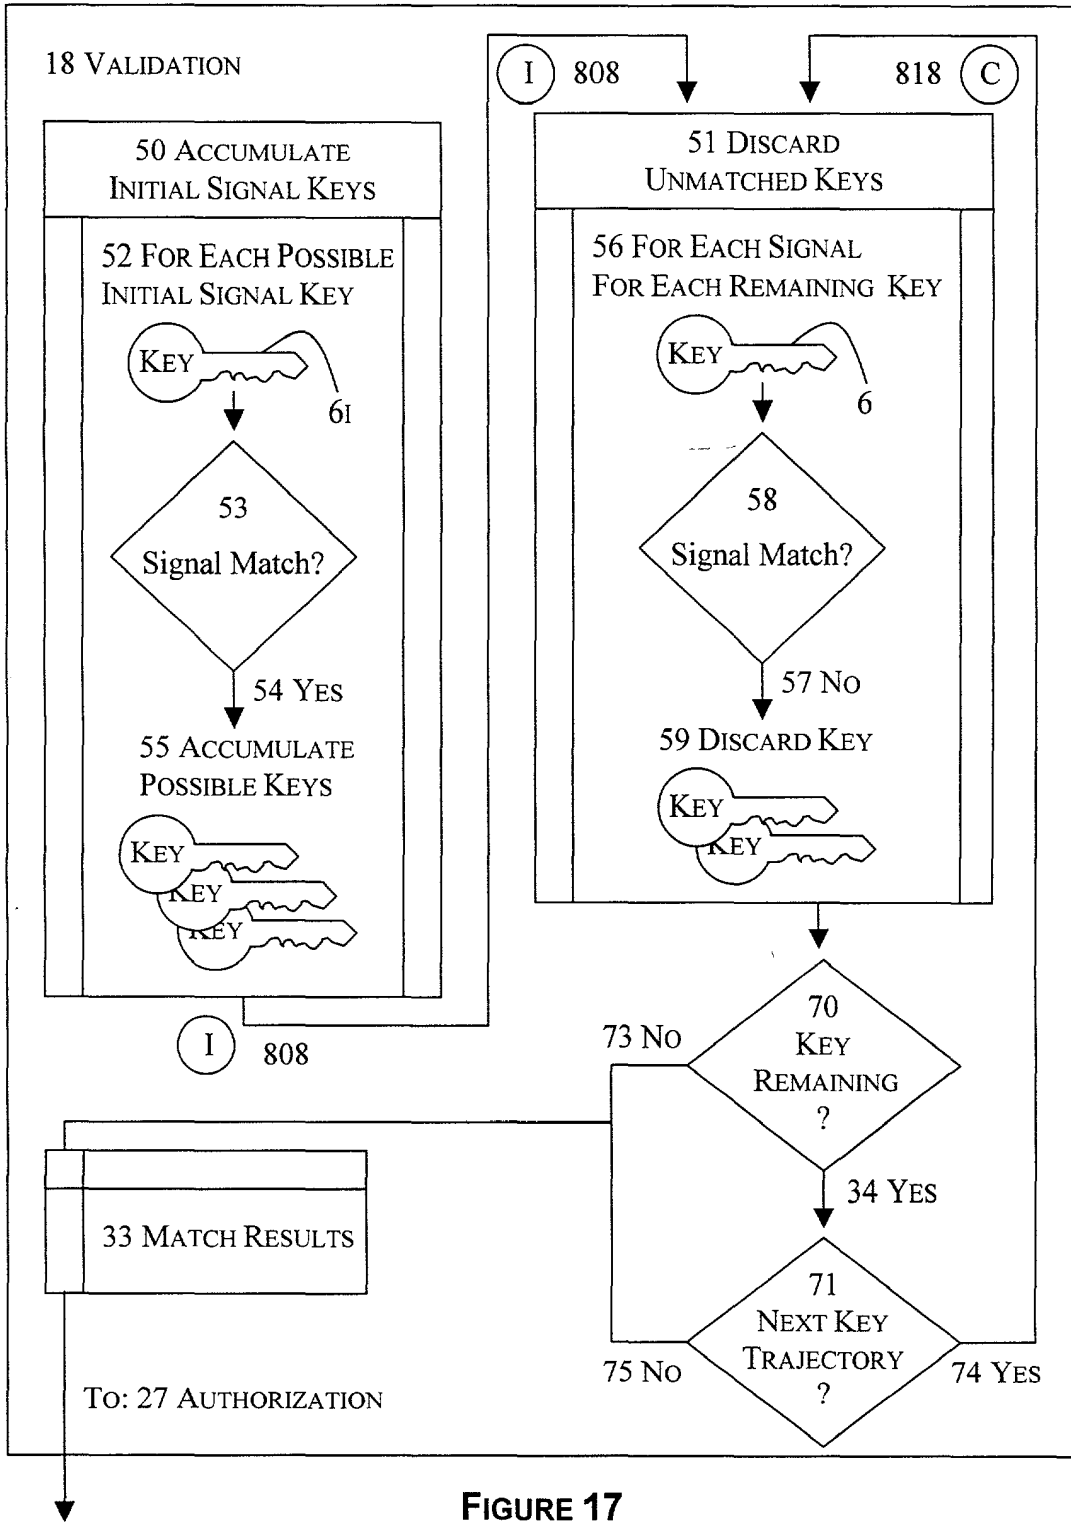 18 VALIDATION
50 ACCUMULATE
INITIAL SIGNAL KEYS
52 FOR EACH POSSIBLE
INITIAL SIGNAL KEY
KEY
6I
53
Signal Match?
54 YES
55 ACCUMULATE
POSSIBLE KEYS
KEY
KEY
KEY
I 808
I 808
818 C
51 DISCARD
UNMATCHED KEYS
56 FOR EACH SIGNAL
FOR EACH REMAINING KEY
KEY
6
58
Signal Match?
57 NO
59 DISCARD KEY
KEY
KEY
70
KEY
REMAINING
?
73 NO
34 YES
71
NEXT KEY
TRAJECTORY
?
75 NO
74 YES
33 MATCH RESULTS
TO: 27 AUTHORIZATION
FIGURE 17